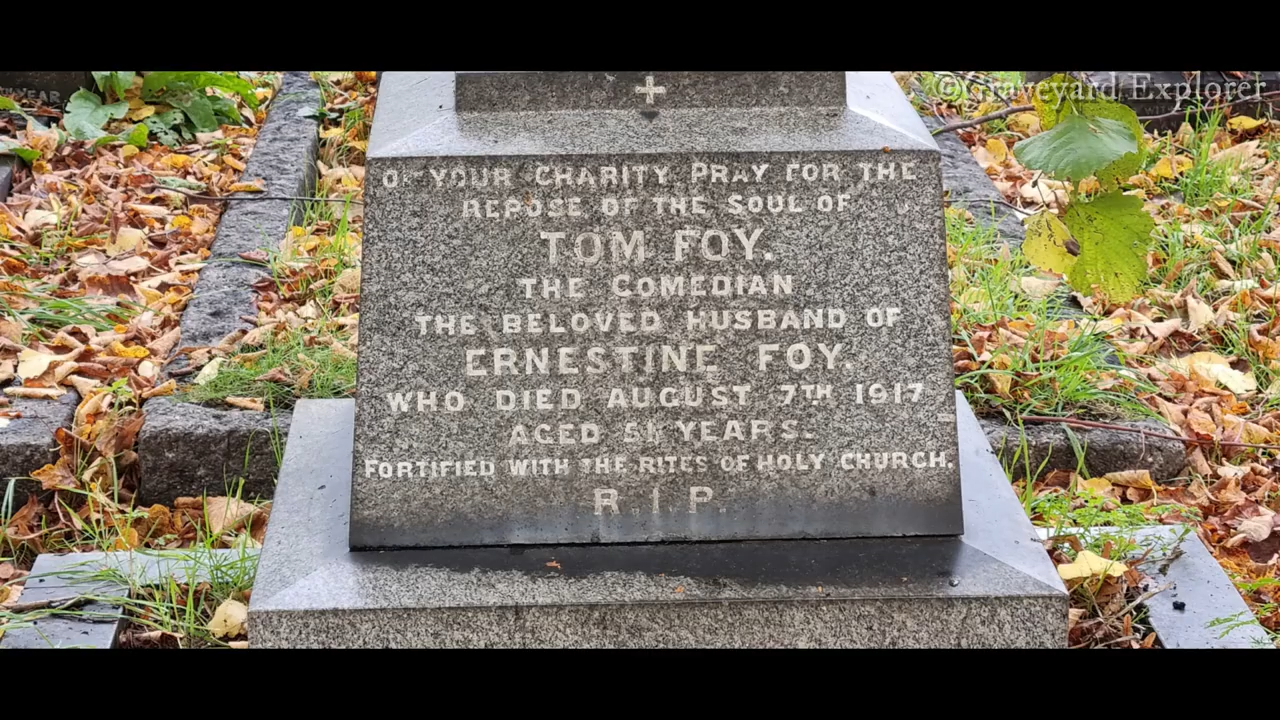 ©Graveyard Explorer
YEAR
OF YOUR CHARITY PRAY FOR THE
REPOSE OF THE SOUL OF
TOM FOY.
THE COMEDIAN
THE BELOVED HUSBAND OF
ERNESTINE FOY.
WHO DIED AUGUST 7TH 1917
AGED 51 YEARS.
FORTIFIED WITH THE RITES OF HOLY CHURCH.
R.I.P.